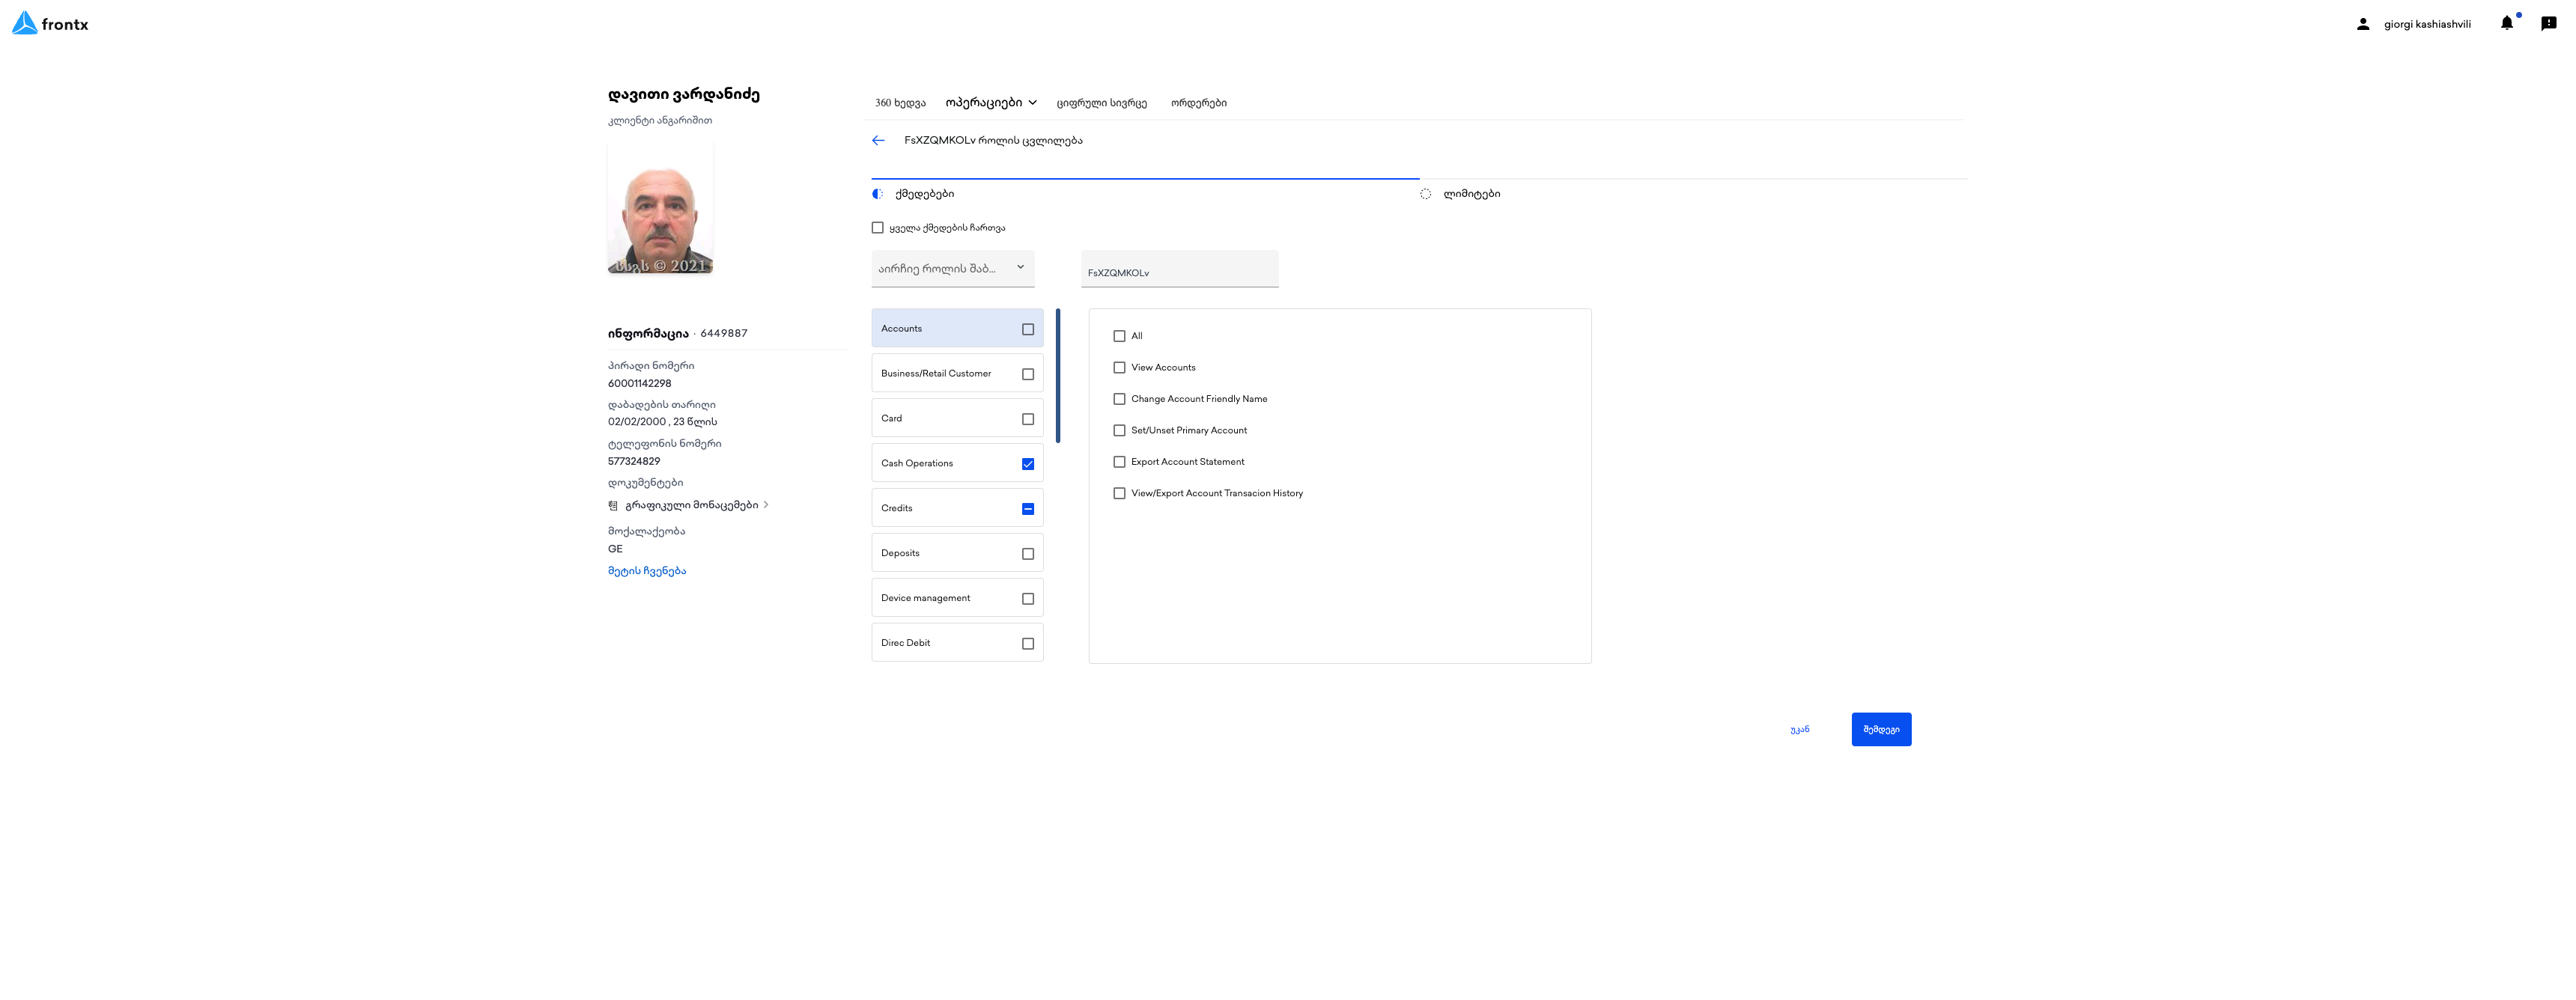 frontx
giorgi kashiashvili
დავითი ვარდანიძე
კლიენტი ანგარიშით
სსგს © 2021
ინფორმაცია · 6449887
პირადი ნომერი
60001142298
დაბადების თარიღი
02/02/2000 , 23 წლის
ტელეფონის ნომერი
577324829
დოკუმენტები
გრაფიკული მონაცემები
მოქალაქეობა
GE
მეტის ჩვენება
360 ხედვა ოპერაციები ციფრული სივრცე ორდერები
FsXZQMKOLv როლის ცვლილება
ქმედებები ლიმიტები
ყველა ქმედების ჩართვა
აირჩიე როლის შაბ...
FsXZQMKOLv
Accounts
Business/Retail Customer
Card
Cash Operations
Credits
Deposits
Device management
Direc Debit
All
View Accounts
Change Account Friendly Name
Set/Unset Primary Account
Export Account Statement
View/Export Account Transacion History
უკან შემდეგი